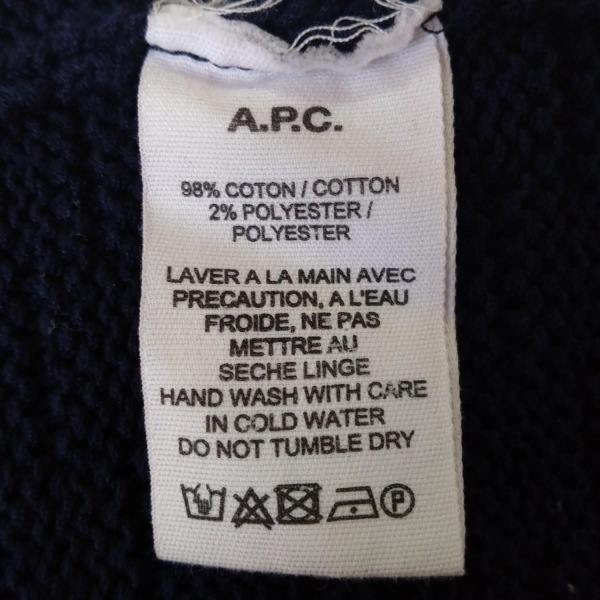 A.P.C.
98% COTON / COTTON
2% POLYESTER /
POLYESTER
LAVER A LA MAIN AVEC
PRECAUTION, A L'EAU
FROIDE, NE PAS
METTRE AU
SECHE LINGE
HAND WASH WITH CARE
IN COLD WATER
DO NOT TUMBLE DRY
P